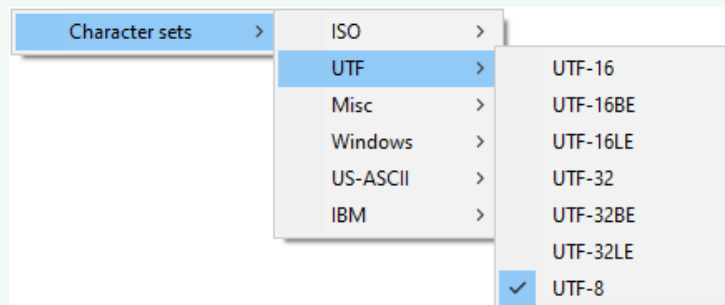 Character sets
ISO
UTF
Misc
Windows
US-ASCII
IBM
UTF-16
UTF-16BE
UTF-16LE
UTF-32
UTF-32BE
UTF-32LE
UTF-8